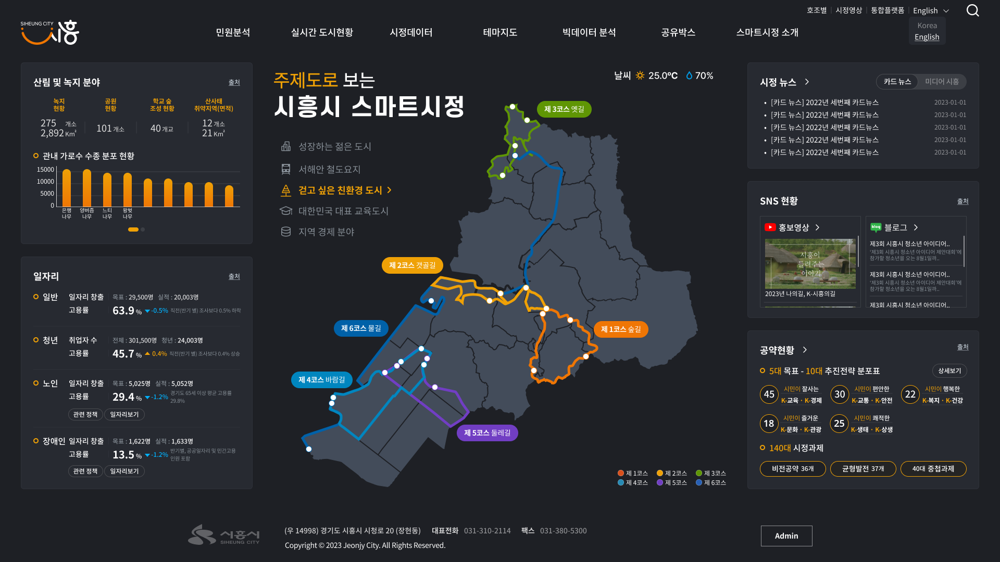 호조별 시정영상 통합플랫폼 English
Korea
English
SIHEUNG CITY
시흥
민원분석 실시간 도시현황 시정데이터 테마지도 빅데이터 분석 공유박스 스마트시정 소개
산림 및 녹지 분야 출처
녹지 현황 공원 현황 학교 숲 조성 현황 산사태 취약지역(면적)
275 개소 2,892 Km² 101 개소 40 개교 12 개소 21 Km²
관내 가로수 수종 분포 현황
15000
10000
5000
0
은행 나무 양버즘 나무 느티 나무 왕벚 나무
일자리 출처
일반 일자리 창출 목표 : 29,500명 실적 : 20,003명
고용률 63.9 % -0.5% 직전(반기 별) 조사보다 0.5% 하락
청년 취업자 수 전체 : 301,500명 청년 : 24,003명
고용률 45.7 % 0.4% 직전(반기 별) 조사보다 0.4% 상승
노인 일자리 창출 목표 : 5,025명 실적 : 5,052명
고용률 29.4 % -1.2% 경기도 65세 이상 평균 고용률 29.8%
관련 정책 일자리보기
장애인 일자리 창출 목표 : 1,622명 실적 : 1,633명
고용률 13.5 % -1.2% 반기별, 공공일자리 및 민간고용 인원 포함
관련 정책 일자리보기
주제도로 보는
시흥시 스마트시정
날씨 25.0℃ 70%
성장하는 젊은 도시
서해안 철도요지
걷고 싶은 친환경 도시
대한민국 대표 교육도시
지역 경제 분야
제 3코스 옛길
제 2코스 갯골길
제 6코스 물길
제 1코스 숲길
제 4코스 바람길
제 5코스 둘레길
제 1코스 제 2코스 제 3코스
제 4코스 제 5코스 제 6코스
시정 뉴스 카드 뉴스 미디어 시흥
• [카드 뉴스] 2022년 세번째 카드뉴스 2023-01-01
• [카드 뉴스] 2022년 세번째 카드뉴스 2023-01-01
• [카드 뉴스] 2022년 세번째 카드뉴스 2023-01-01
• [카드 뉴스] 2022년 세번째 카드뉴스 2023-01-01
• [카드 뉴스] 2022년 세번째 카드뉴스 2023-01-01
SNS 현황 출처
홍보영상
시흥이
들려주는
이야기
2023년 나의길, K-시흥의길
blog 블로그
제3회 시흥시 청소년 아이디어..
'제3회 시흥시 청소년 아이디어 제안대회'에
참가할 청소년을 오는 8월1일까..
제3회 시흥시 청소년 아이디어..
'제3회 시흥시 청소년 아이디어 제안대회'에
참가할 청소년을 오는 8월1일까..
제3회 시흥시 청소년 아이디어..
공약현황 출처
5대 목표 - 10대 추진전략 분포표 상세보기
45 시민이 잘사는 K-교육 · K-경제
30 시민이 편안한 K-교통 · K-안전
22 시민이 행복한 K-복지 · K-건강
18 시민이 즐거운 K-문화 · K-관광
25 시민이 쾌적한 K-생태 · K-상생
140대 시정과제
비전공약 36개 균형발전 37개 40대 중첩과제
시흥시
SIHEUNG CITY
(우 14998) 경기도 시흥시 시청로 20 (장현동) 대표전화 031-310-2114 팩스 031-380-5300
Copyright © 2023 Jeonjy City. All Rights Reserved.
Admin